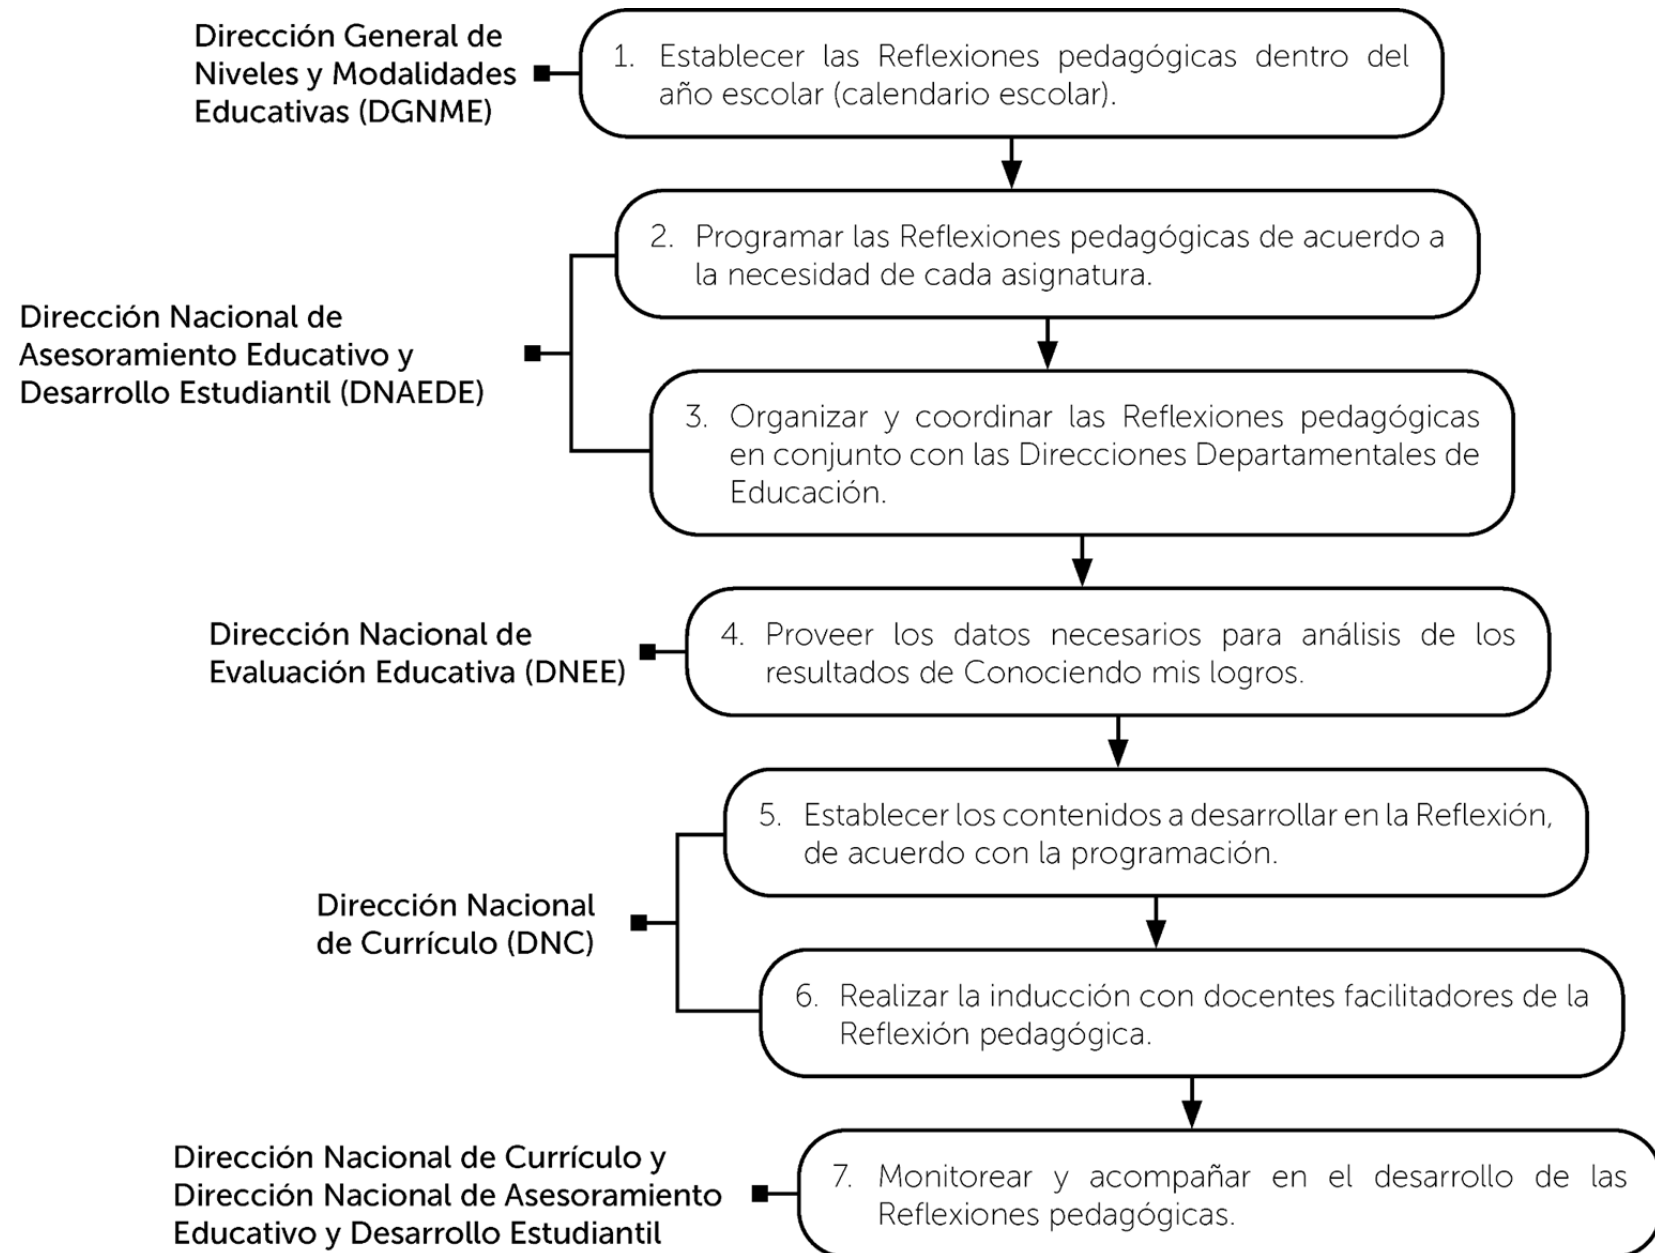 Dirección General de
Niveles y Modalidades
Educativas (DGNME)
1. Establecer las Reflexiones pedagógicas dentro del
año escolar (calendario escolar).
2. Programar las Reflexiones pedagógicas de acuerdo a
la necesidad de cada asignatura.
Dirección Nacional de
Asesoramiento Educativo y
Desarrollo Estudiantil (DNAEDE)
3. Organizar y coordinar las Reflexiones pedagógicas
en conjunto con las Direcciones Departamentales de
Educación.
Dirección Nacional de
Evaluación Educativa (DNEE)
4. Proveer los datos necesarios para análisis de los
resultados de Conociendo mis logros.
5. Establecer los contenidos a desarrollar en la Reflexión,
de acuerdo con la programación.
Dirección Nacional
de Currículo (DNC)
6. Realizar la inducción con docentes facilitadores de la
Reflexión pedagógica.
Dirección Nacional de Currículo y
Dirección Nacional de Asesoramiento
Educativo y Desarrollo Estudiantil
7. Monitorear y acompañar en el desarrollo de las
Reflexiones pedagógicas.